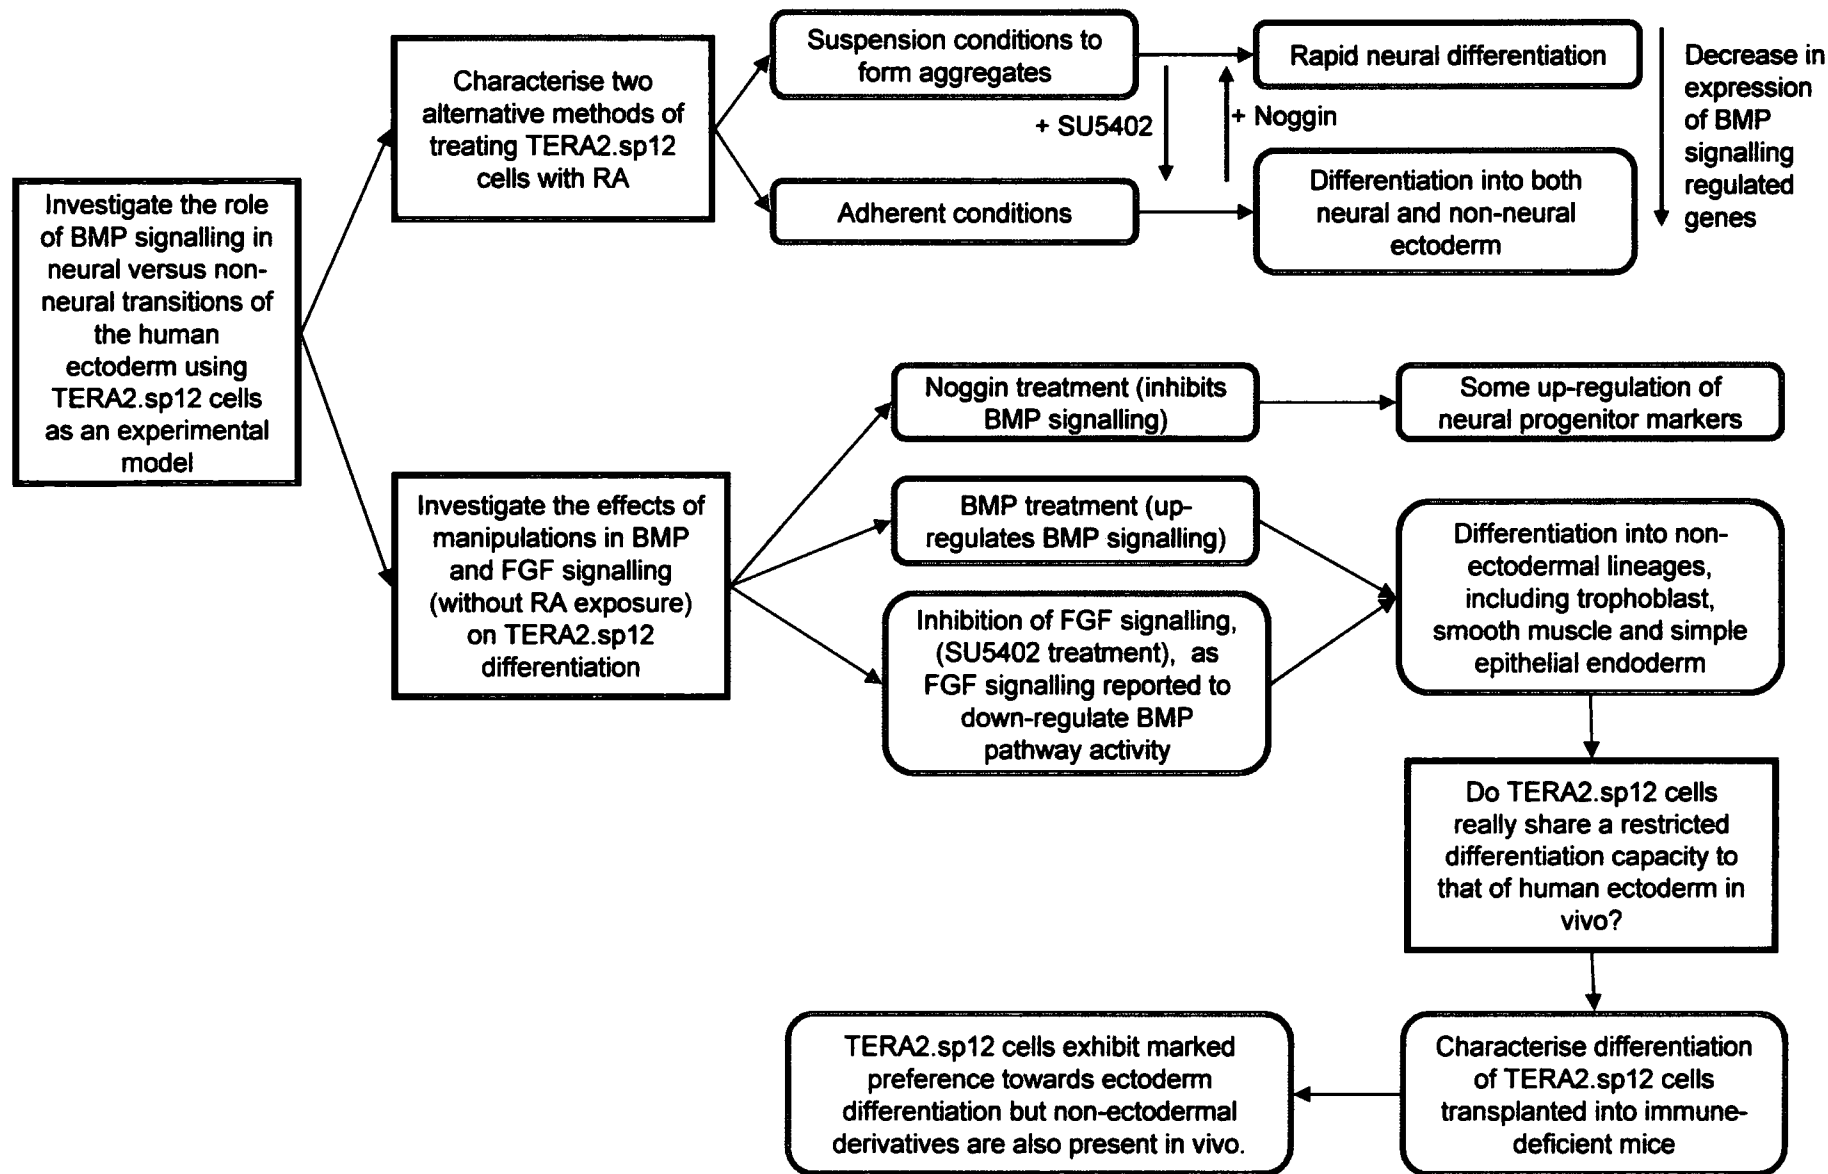 Investigate the role
of BMP signalling in
neural versus non-
neural transitions of
the human
ectoderm using
TERA2.sp12 cells
as an experimental
model
Characterise two
alternative methods of
treating TERA2.sp12
cells with RA
Suspension conditions to
form aggregates
Rapid neural differentiation
+ SU5402
+ Noggin
Adherent conditions
Differentiation into both
neural and non-neural
ectoderm
Decrease in
expression
of BMP
signalling
regulated
genes
Investigate the effects of
manipulations in BMP
and FGF signalling
(without RA exposure)
on TERA2.sp12
differentiation
Noggin treatment (inhibits
BMP signalling)
Some up-regulation of
neural progenitor markers
BMP treatment (up-
regulates BMP signalling)
Inhibition of FGF signalling,
(SU5402 treatment), as
FGF signalling reported to
down-regulate BMP
pathway activity
Differentiation into non-
ectodermal lineages,
including trophoblast,
smooth muscle and simple
epithelial endoderm
Do TERA2.sp12 cells
really share a restricted
differentiation capacity to
that of human ectoderm in
vivo?
Characterise differentiation
of TERA2.sp12 cells
transplanted into immune-
deficient mice
TERA2.sp12 cells exhibit marked
preference towards ectoderm
differentiation but non-ectodermal
derivatives are also present in vivo.